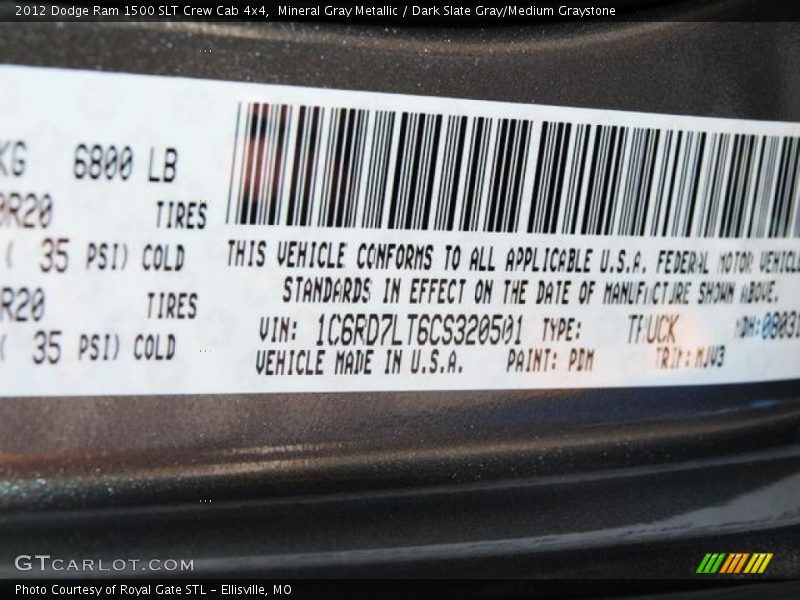 2012 Dodge Ram 1500 SLT Crew Cab 4x4,  Mineral Gray Metallic / Dark Slate Gray/Medium Graystone
KG 6800 LB
0R20 TIRES
( 35 PSI) COLD
R20 TIRES
( 35 PSI) COLD
THIS VEHICLE CONFORMS TO ALL APPLICABLE U.S.A. FEDERAL MOTOR VEHICLE
STANDARDS IN EFFECT ON THE DATE OF MANUFACTURE SHOWN ABOVE.
VIN: 1C6RD7LT6CS320501 TYPE: TRUCK MDH:08031
VEHICLE MADE IN U.S.A. PAINT: PDM TRIM: MJV3
GTCARLOT.COM
Photo Courtesy of Royal Gate STL - Ellisville, MO